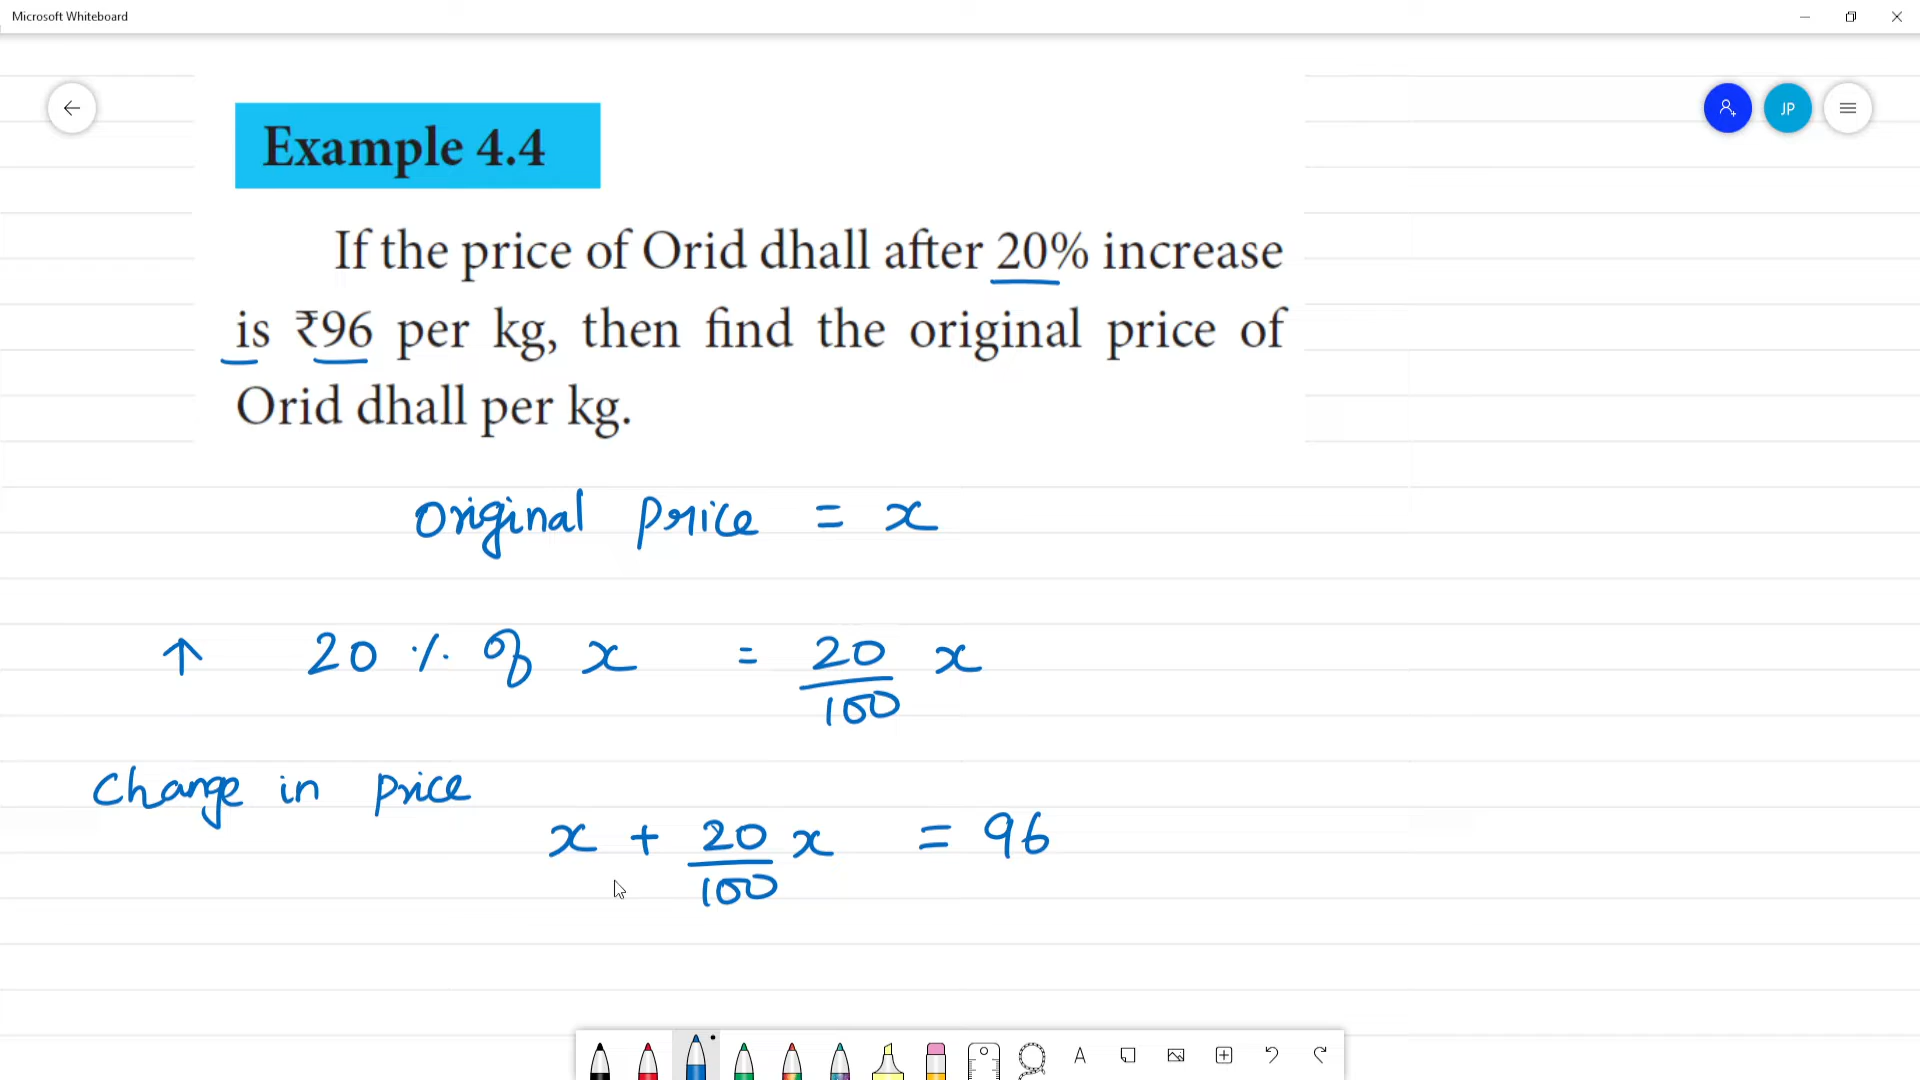 Microsoft Whiteboard
JP
Example 4.4
If the price of Orid dhall after 20% increase
is ₹96 per kg, then find the original price of
Orid dhall per kg.
Original price = x
↑ 20 % of x = 20/100 x
Change in price
x + 20/100 x = 96
A